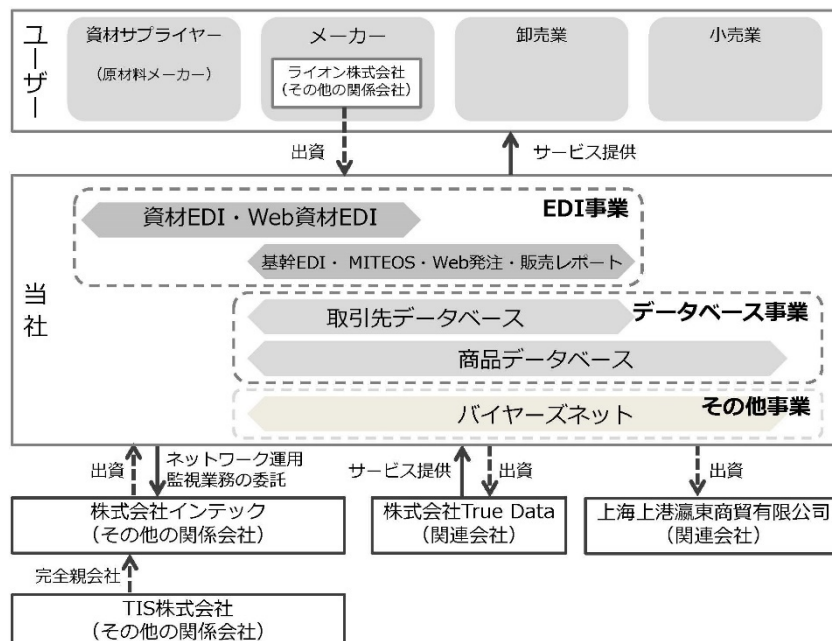 ユーザー
資材サプライヤー
(原材料メーカー)
メーカー
ライオン株式会社
(その他の関係会社)
卸売業
小売業
出資
サービス提供
当社
EDI事業
資材EDI・Web資材EDI
基幹EDI・ MITEOS・Web発注・販売レポート
データベース事業
取引先データベース
商品データベース
その他事業
バイヤーズネット
出資
ネットワーク運用
監視業務の委託
サービス提供
出資
出資
株式会社インテック
(その他の関係会社)
株式会社True Data
(関連会社)
上海上港瀛東商貿有限公司
(関連会社)
完全親会社
TIS株式会社
(その他の関係会社)